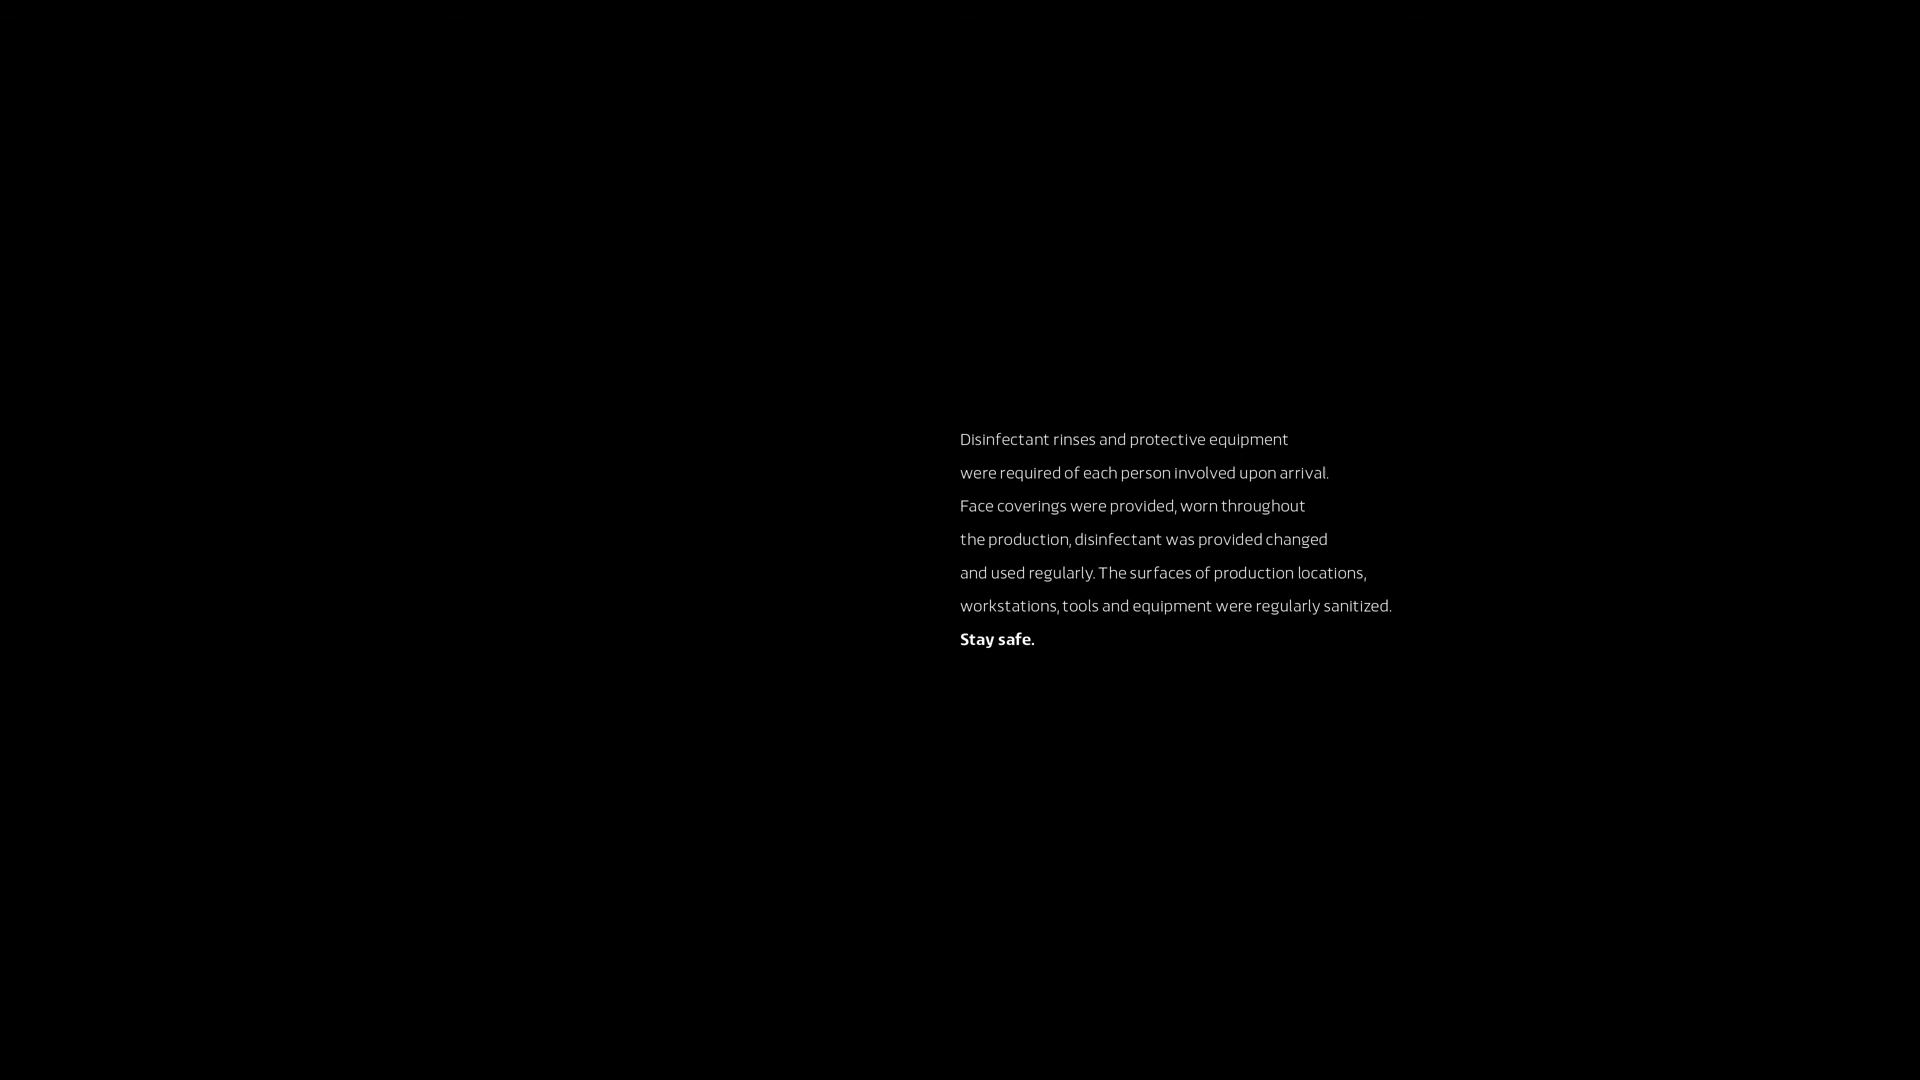 Disinfectant rinses and protective equipment
were required of each person involved upon arrival.
Face coverings were provided, worn throughout
the production, disinfectant was provided changed
and used regularly. The surfaces of production locations,
workstations, tools and equipment were regularly sanitized.
Stay safe.